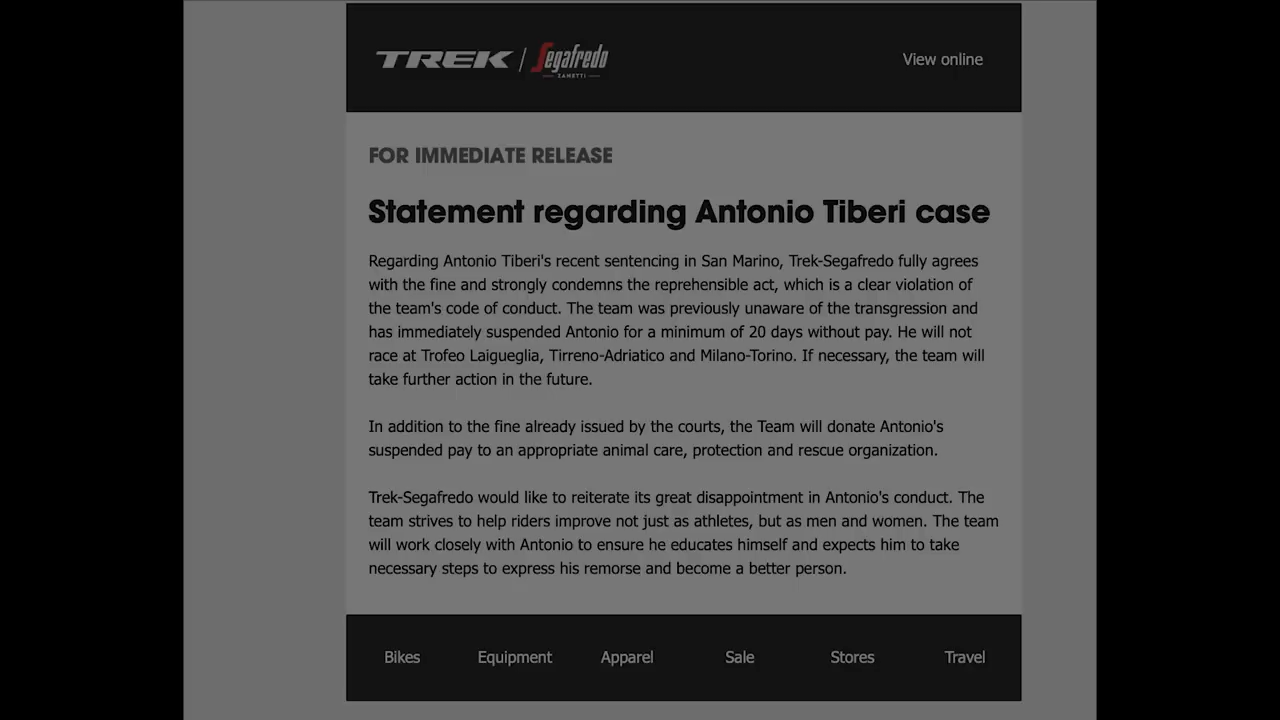 TREK / Segafredo
ZANETTI
View online
FOR IMMEDIATE RELEASE
Statement regarding Antonio Tiberi case
Regarding Antonio Tiberi's recent sentencing in San Marino, Trek-Segafredo fully agrees
with the fine and strongly condemns the reprehensible act, which is a clear violation of
the team's code of conduct. The team was previously unaware of the transgression and
has immediately suspended Antonio for a minimum of 20 days without pay. He will not
race at Trofeo Laigueglia, Tirreno-Adriatico and Milano-Torino. If necessary, the team will
take further action in the future.
In addition to the fine already issued by the courts, the Team will donate Antonio's
suspended pay to an appropriate animal care, protection and rescue organization.
Trek-Segafredo would like to reiterate its great disappointment in Antonio's conduct. The
team strives to help riders improve not just as athletes, but as men and women. The team
will work closely with Antonio to ensure he educates himself and expects him to take
necessary steps to express his remorse and become a better person.
Bikes Equipment Apparel Sale Stores Travel